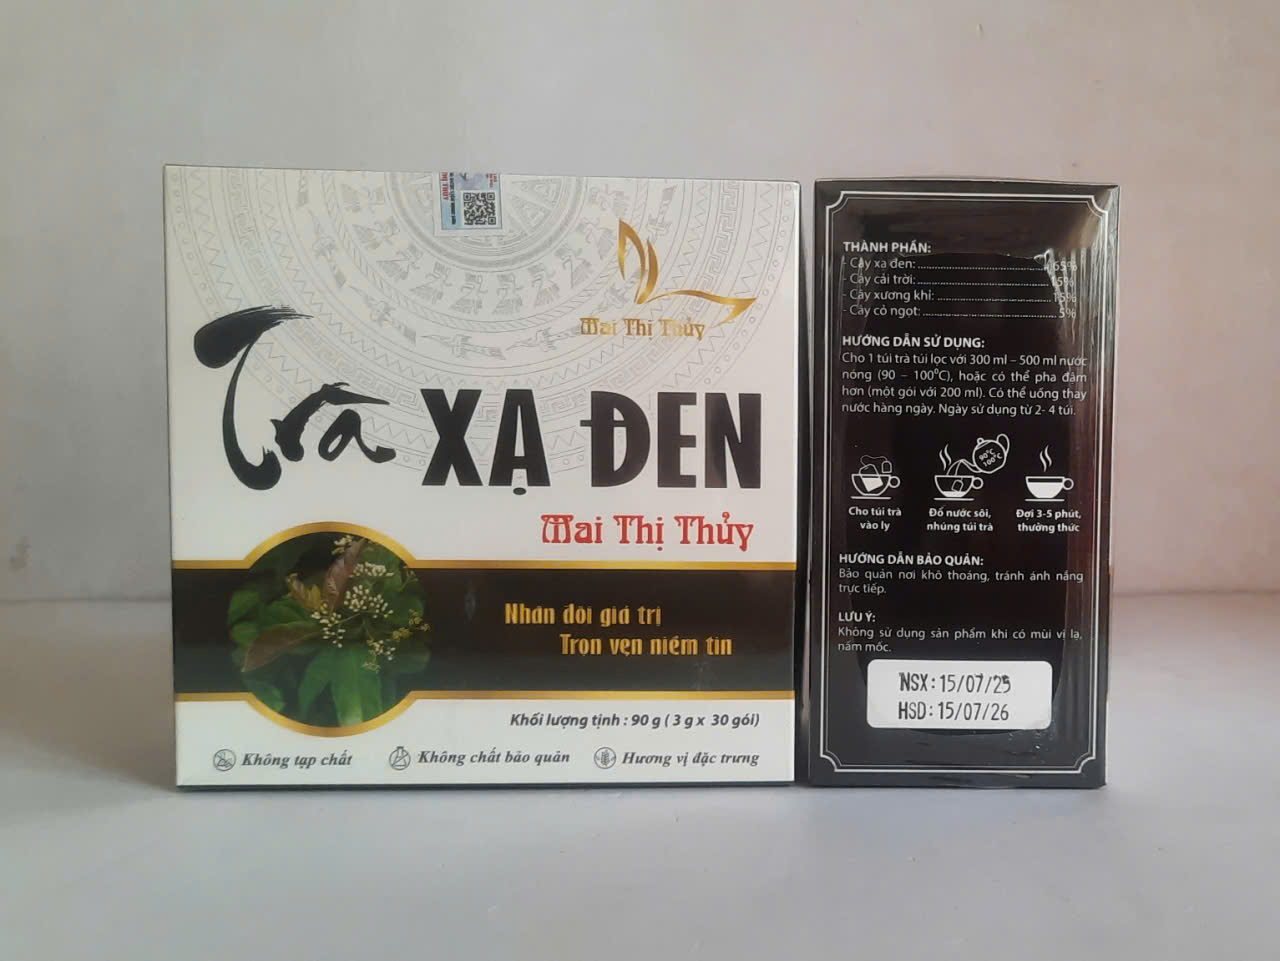 Mai Thị Thủy
Trà XẠ ĐEN
Mai Thị Thủy
Nhân đôi giá trị
Trọn vẹn niềm tin
Khối lượng tịnh : 90 g ( 3 g x 30 gói)
Không tạp chất
Không chất bảo quản
Hương vị đặc trưng
THÀNH PHẦN:
- Cây xạ đen: 65%
- Cây cải trời: 15%
- Cây xương khỉ: 15%
- Cây cỏ ngọt: 5%
HƯỚNG DẪN SỬ DỤNG:
Cho 1 túi trà túi lọc với 300 ml – 500 ml nước
nóng (90 – 100⁰C), hoặc có thể pha đậm
hơn (một gói với 200 ml). Có thể uống thay
nước hàng ngày. Ngày sử dụng từ 2- 4 túi.
90⁰C
100⁰C
Cho túi trà
vào ly
Đổ nước sôi,
nhúng túi trà
Đợi 3-5 phút,
thưởng thức
HƯỚNG DẪN BẢO QUẢN:
Bảo quản nơi khô thoáng, tránh ánh nắng
trực tiếp.
LƯU Ý:
Không sử dụng sản phẩm khi có mùi vị lạ,
nấm mốc.
NSX: 15/07/25
HSD: 15/07/26